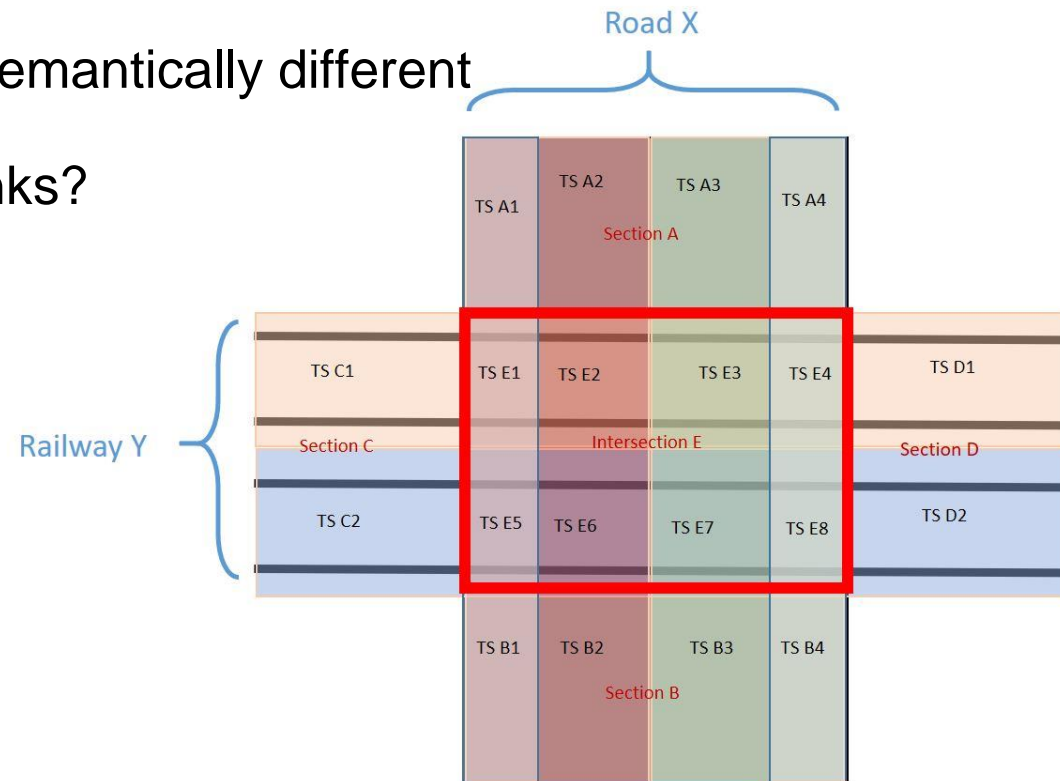 Road X
emantically different
nks?
TS A1 TS A2 TS A3 TS A4
Section A
TS C1 TS E1 TS E2 TS E3 TS E4 TS D1
Railway Y Section C Intersection E Section D
TS C2 TS E5 TS E6 TS E7 TS E8 TS D2
TS B1 TS B2 TS B3 TS B4
Section B